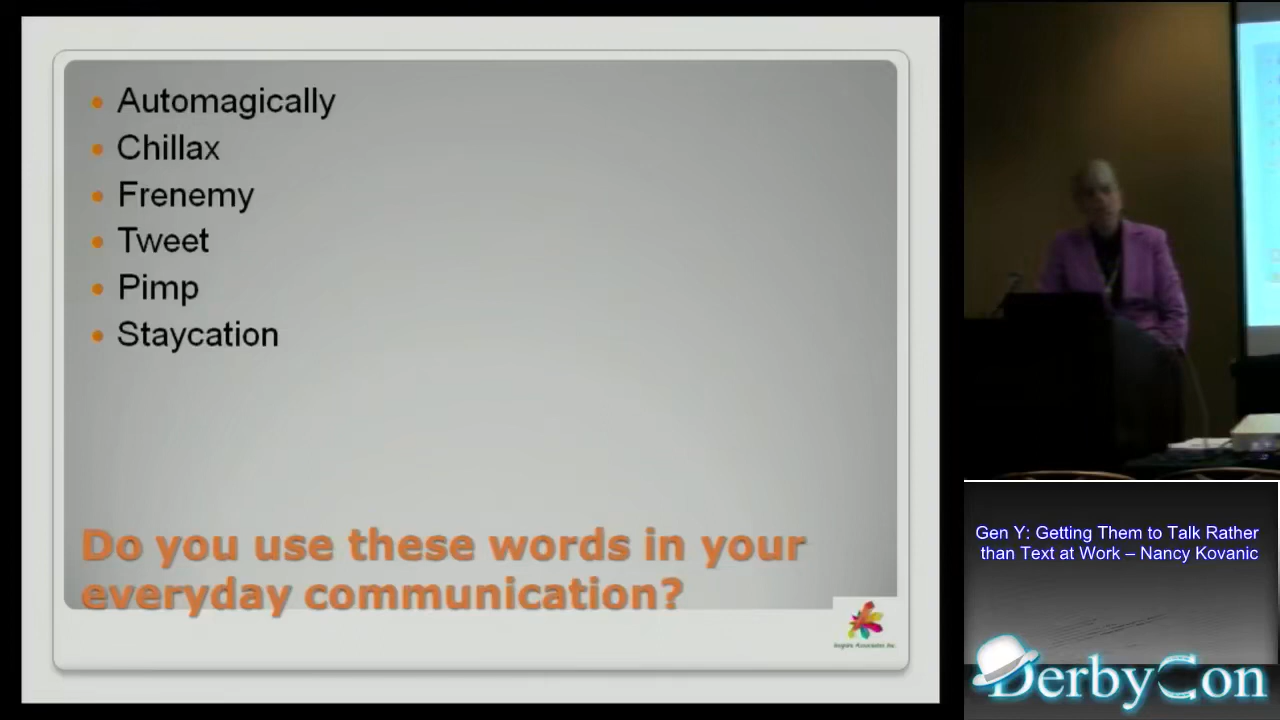 Automagically
Chillax
Frenemy
Tweet
Pimp
Staycation
Do you use these words in your
everyday communication?
Gen Y: Getting Them to Talk Rather
than Text at Work – Nancy Kovanic
DerbyCon